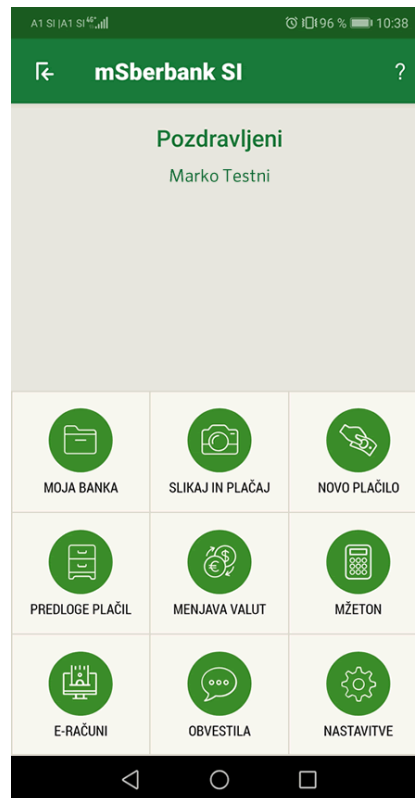 A1 SI |A1 SI 96 % 10:38
mSberbank SI ?
Pozdravljeni
Marko Testni
MOJA BANKA SLIKAJ IN PLAČAJ NOVO PLAČILO
PREDLOGE PLAČIL MENJAVA VALUT MŽETON
E-RAČUNI OBVESTILA NASTAVITVE